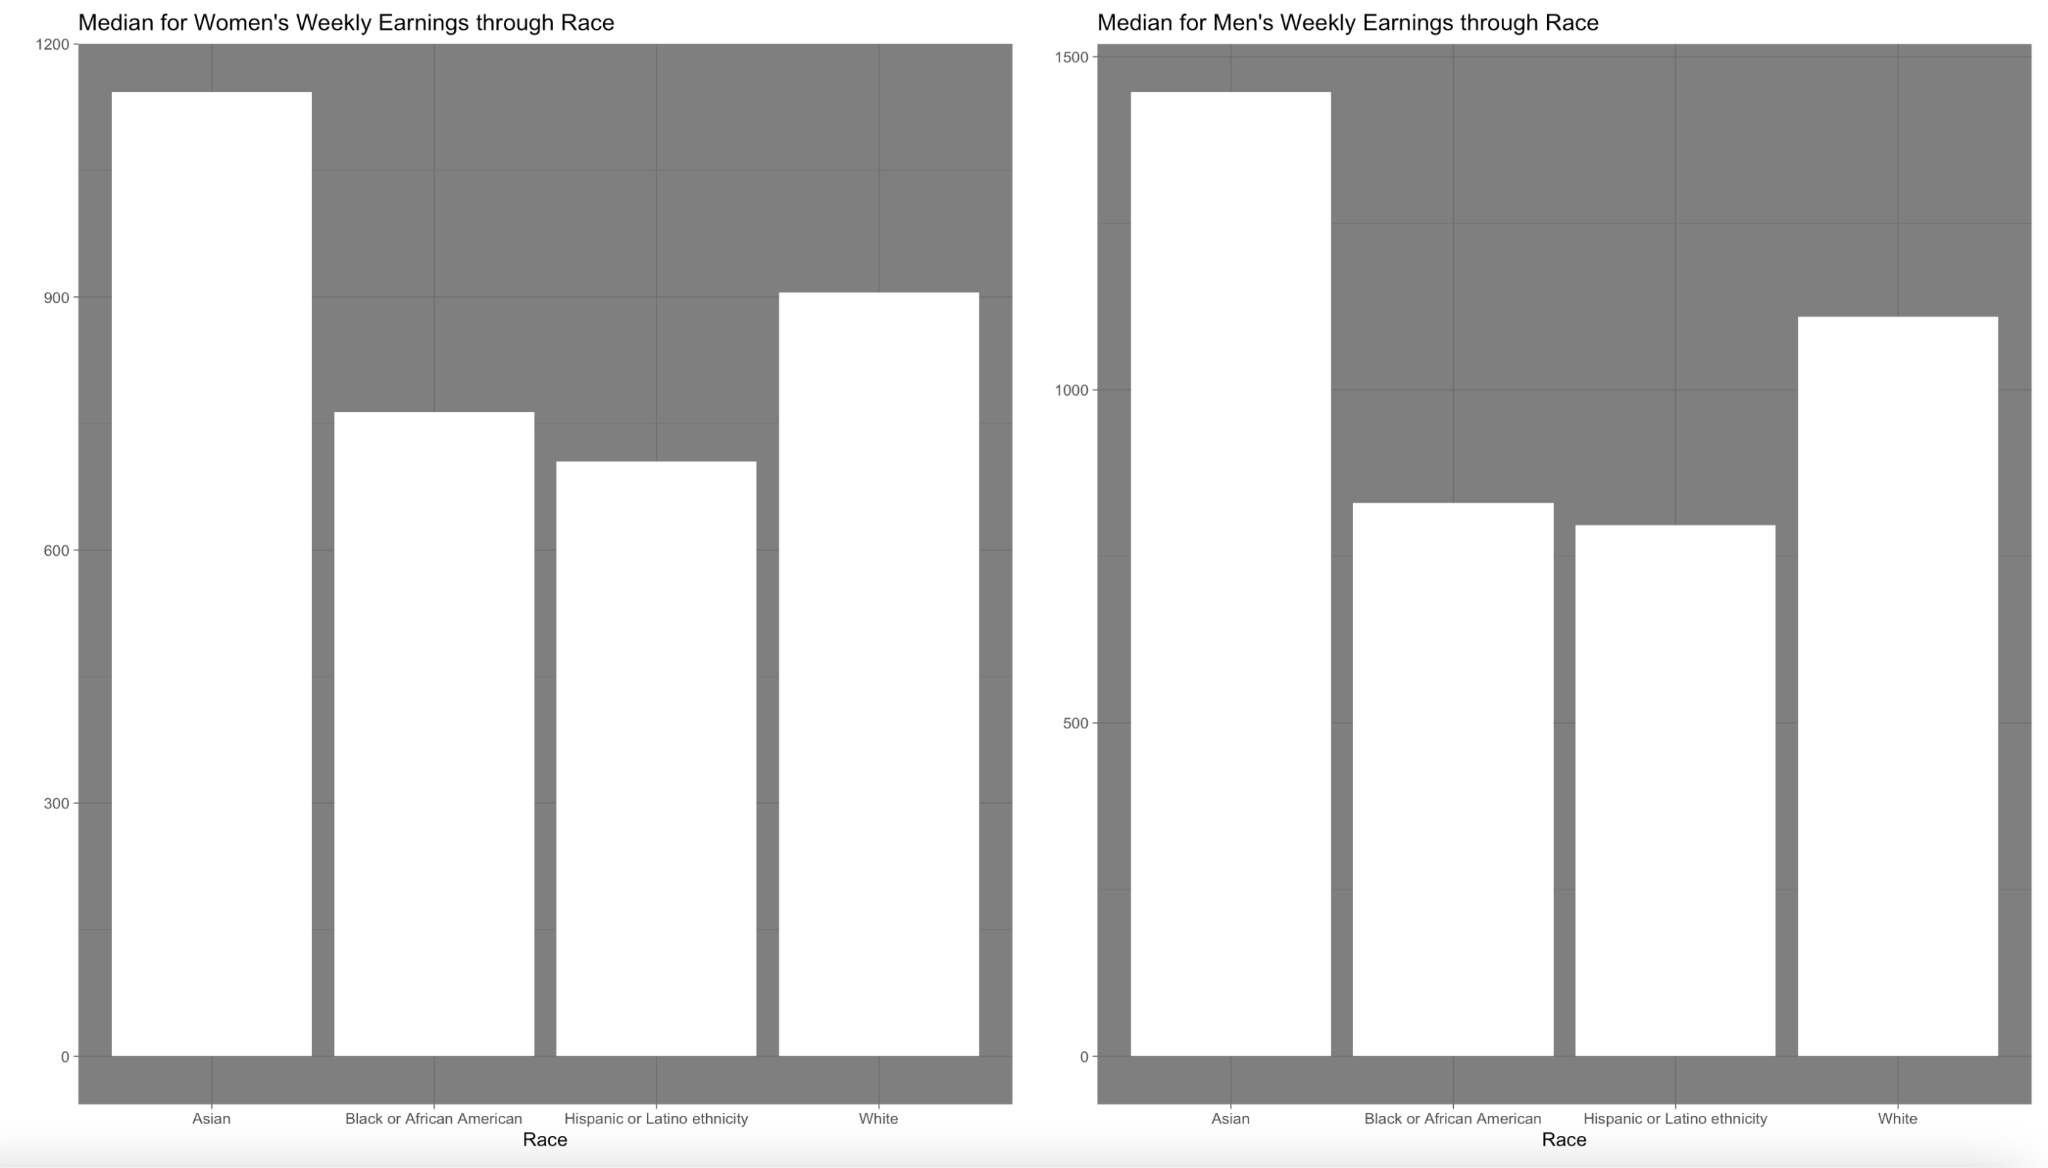 Median for Women's Weekly Earnings through Race
1200
900
600
300
0
Asian
Black or African American
Hispanic or Latino ethnicity
White
Race
Median for Men's Weekly Earnings through Race
1500
1000
500
0
Asian
Black or African American
Hispanic or Latino ethnicity
White
Race